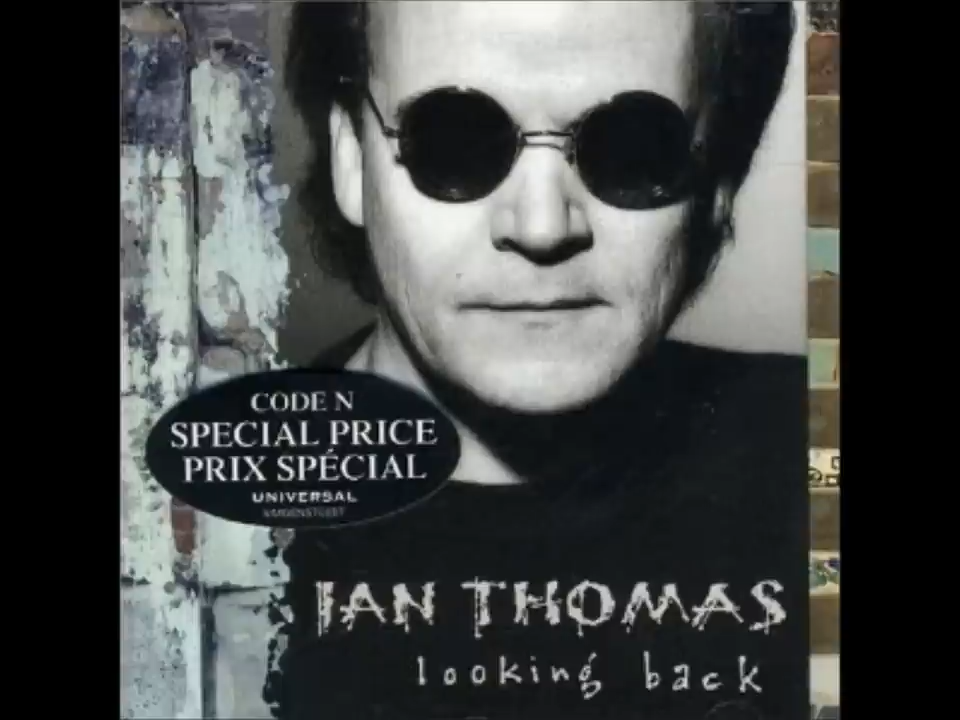 CODE N
SPECIAL PRICE
PRIX SPÉCIAL
UNIVERSAL
IAN THOMAS
looking back